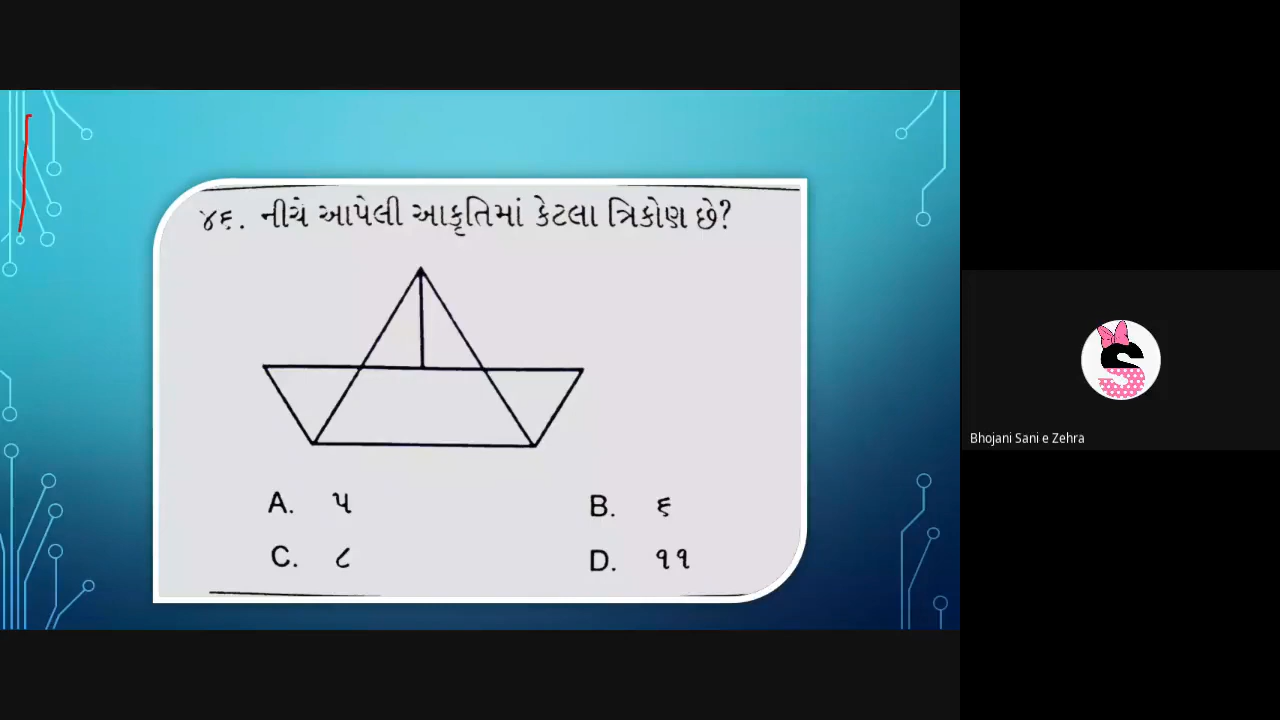 ૪૬. નીચે આપેલી આકૃતિમાં કેટલા ત્રિકોણ છે?
A. ૫
B. ૬
C. ૮
D. ૧૧
S
Bhojani Sani e Zehra